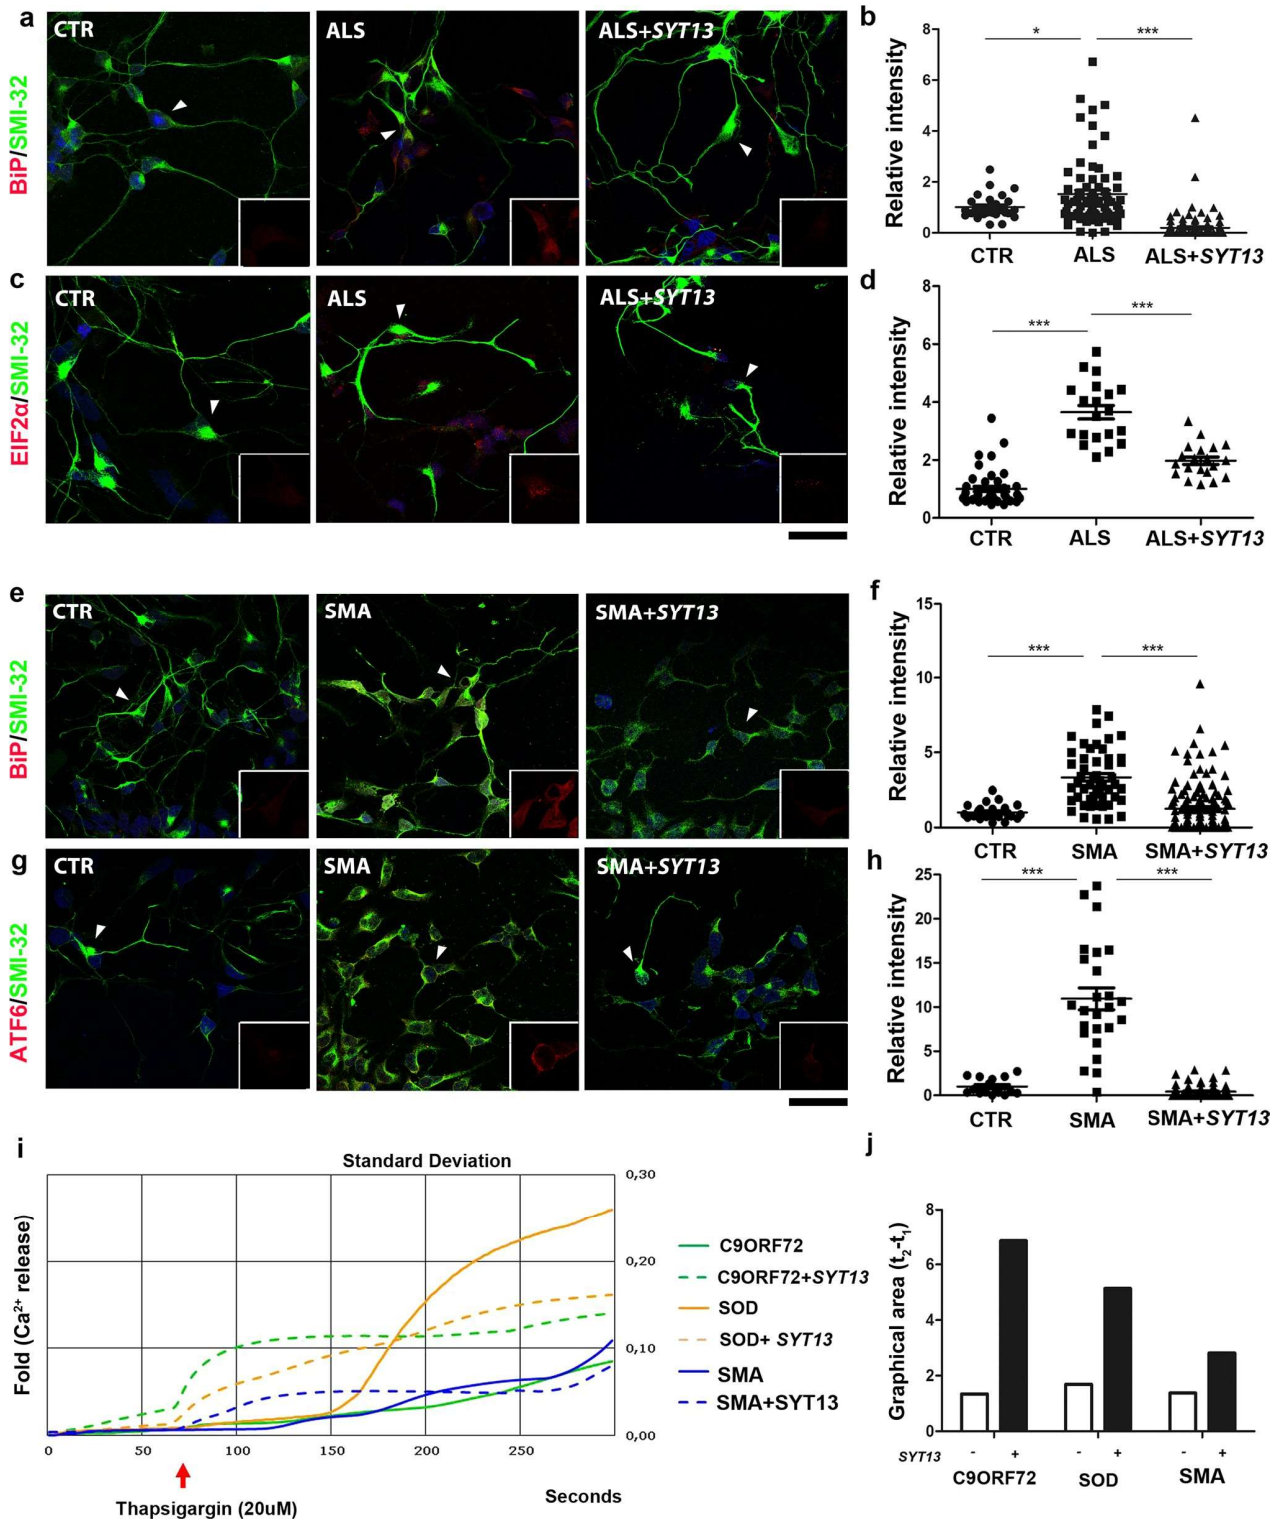 a
CTR
ALS
ALS+SYT13
BiP/SMI-32
b
Relative intensity
8
6
4
2
0
*
***
CTR
ALS
ALS+SYT13
c
CTR
ALS
ALS+SYT13
EIF2α/SMI-32
d
Relative intensity
8
6
4
2
0
***
***
CTR
ALS
ALS+SYT13
e
CTR
SMA
SMA+SYT13
BiP/SMI-32
f
Relative intensity
15
10
5
0
***
***
CTR
SMA
SMA+SYT13
g
CTR
SMA
SMA+SYT13
ATF6/SMI-32
h
Relative intensity
25
20
15
10
5
0
***
***
CTR
SMA
SMA+SYT13
i
Standard Deviation
Fold (Ca²⁺ release)
0,30
0,20
0,10
0,00
0
50
100
150
200
250
Thapsigargin (20uM)
Seconds
C9ORF72
C9ORF72+SYT13
SOD
SOD+ SYT13
SMA
SMA+SYT13
j
Graphical area (t₂-t₁)
8
6
4
2
0
SYT13
- + - + - +
C9ORF72
SOD
SMA